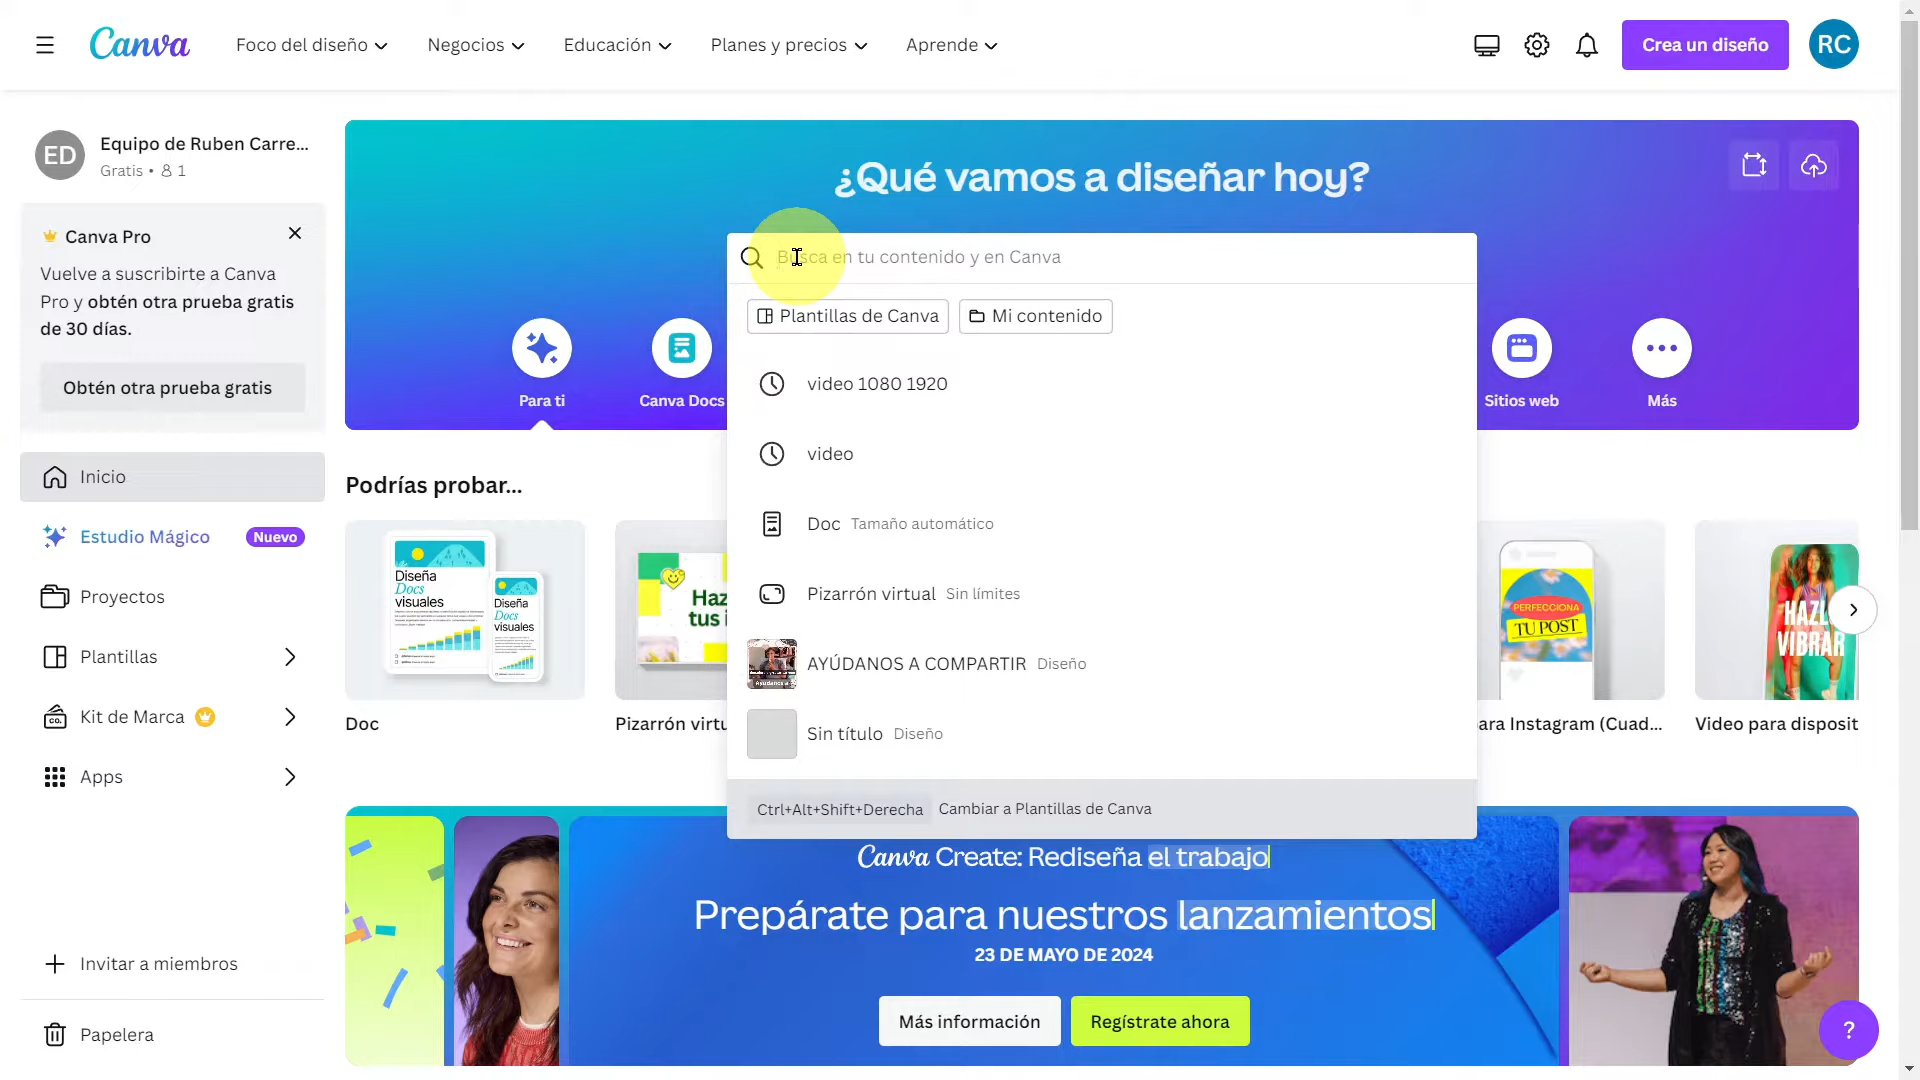 Canva
Foco del diseño
Negocios
Educación
Planes y precios
Aprende
Crea un diseño
RC
ED
Equipo de Ruben Carre...
Gratis • 1
Canva Pro
Vuelve a suscribirte a Canva
Pro y obtén otra prueba gratis
de 30 días.
Obtén otra prueba gratis
Inicio
Estudio Mágico
Nuevo
Proyectos
Plantillas
Kit de Marca
Apps
Invitar a miembros
Papelera
¿Qué vamos a diseñar hoy?
Busca en tu contenido y en Canva
Plantillas de Canva
Mi contenido
video 1080 1920
video
Doc Tamaño automático
Pizarrón virtual Sin límites
AYÚDANOS A COMPARTIR Diseño
Sin título Diseño
Ctrl+Alt+Shift+Derecha Cambiar a Plantillas de Canva
Para ti
Canva Docs
Sitios web
Más
Podrías probar...
Diseña
Docs
visuales
Diseña
Docs
visuales
Haz
tus i
PERFECCIONA
TU POST
VIBRAR
Doc
Pizarrón virtu
ara Instagram (Cuad...
Video para disposit
Canva Create: Rediseña el trabajo
Prepárate para nuestros lanzamientos
23 DE MAYO DE 2024
Más información
Regístrate ahora
?